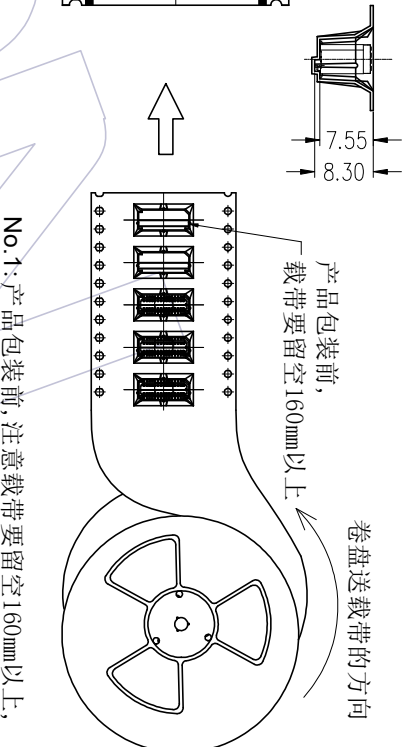 7.55
8.30
产品包装前,
载带要留空160mm以上
卷盘送载带的方向
No.1:产品包装前,注意载带要留空160mm以上,